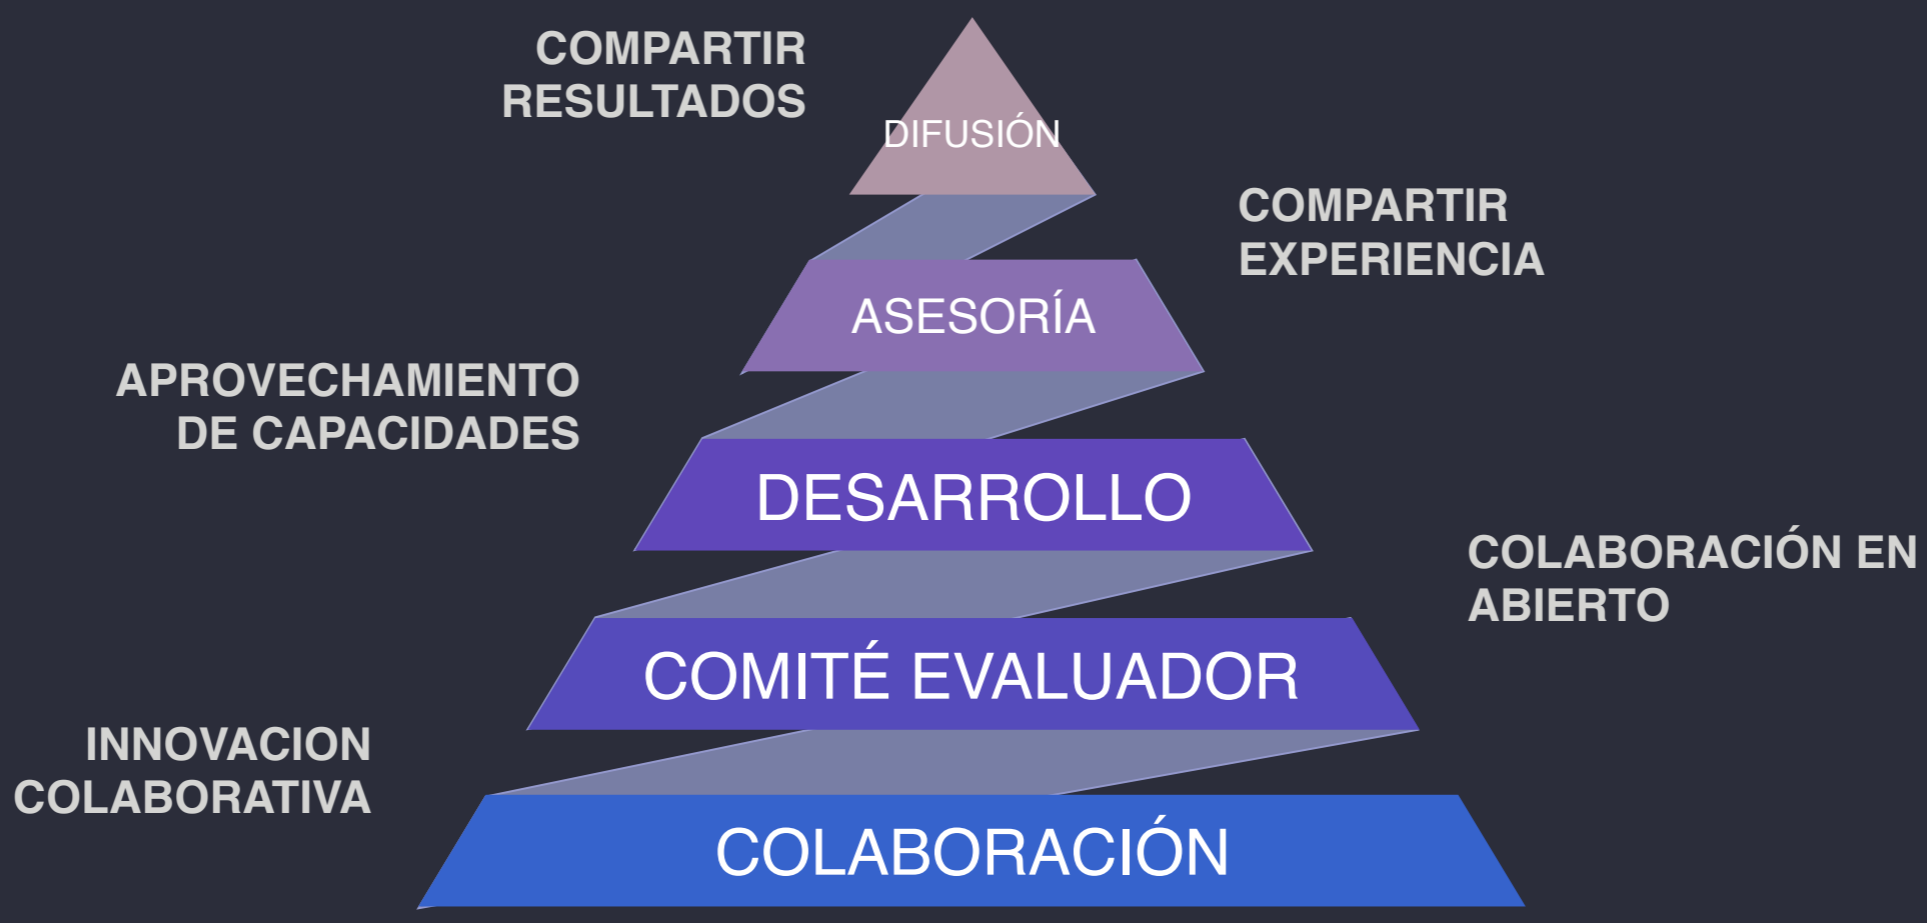 COMPARTIR
RESULTADOS
DIFUSIÓN
COMPARTIR
EXPERIENCIA
ASESORÍA
APROVECHAMIENTO
DE CAPACIDADES
DESARROLLO
COLABORACIÓN EN
ABIERTO
COMITÉ EVALUADOR
INNOVACION
COLABORATIVA
COLABORACIÓN